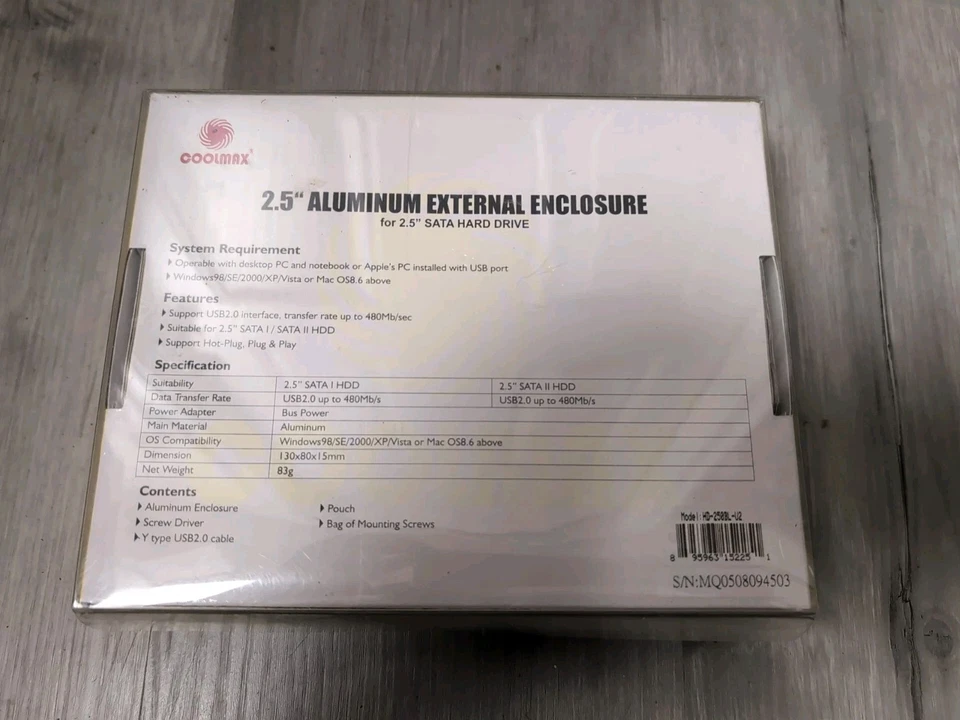 COOLMAX
2.5" ALUMINUM EXTERNAL ENCLOSURE
for 2.5" SATA HARD DRIVE
System Requirement
Operable with desktop PC and notebook or Apple's PC installed with USB port
Windows98/SE/2000/XP/Vista or Mac OS8.6 above
Features
Support USB2.0 interface, transfer rate up to 480Mb/sec
Suitable for 2.5" SATA I / SATA II HDD
Support Hot-Plug, Plug & Play
Specification
Suitability 2.5" SATA I HDD 2.5" SATA II HDD
Data Transfer Rate USB2.0 up to 480Mb/s USB2.0 up to 480Mb/s
Power Adapter Bus Power
Main Material Aluminum
OS Compatibility Windows98/SE/2000/XP/Vista or Mac OS8.6 above
Dimension 130x80x15mm
Net Weight 83g
Contents
Aluminum Enclosure Pouch
Screw Driver Bag of Mounting Screws
Y type USB2.0 cable
Model: HD-250BL-U2
8 95963 15225 1
S/N:MQ0508094503